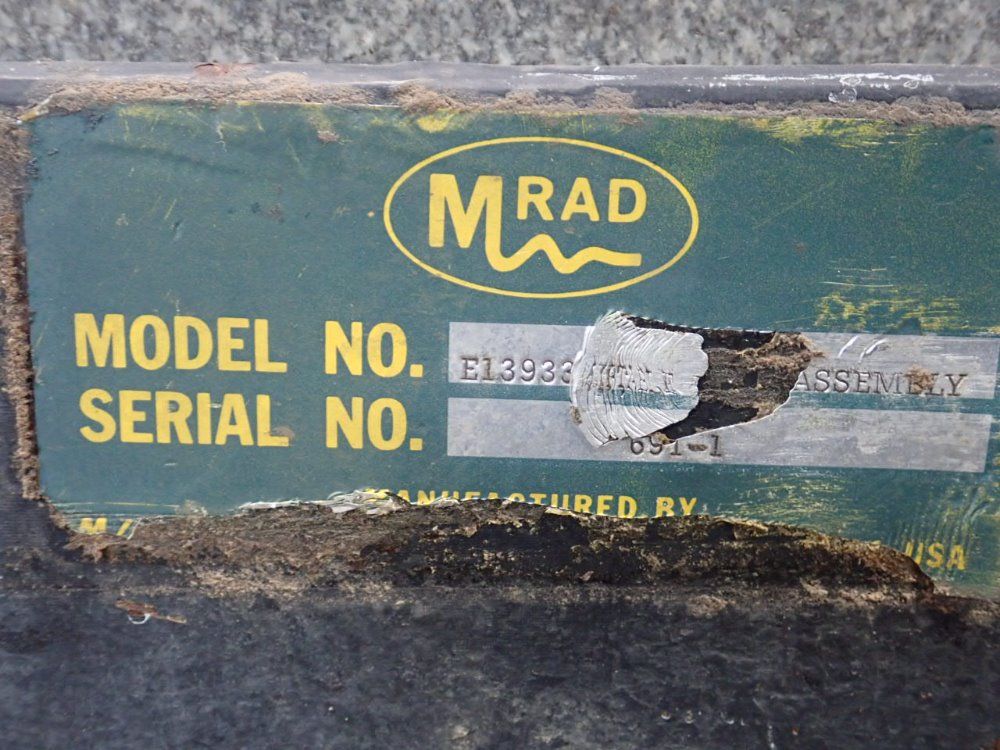 MRAD
MODEL NO. E13933 ASSEMBLY
SERIAL NO. 691-1
MANUFACTURED BY
USA